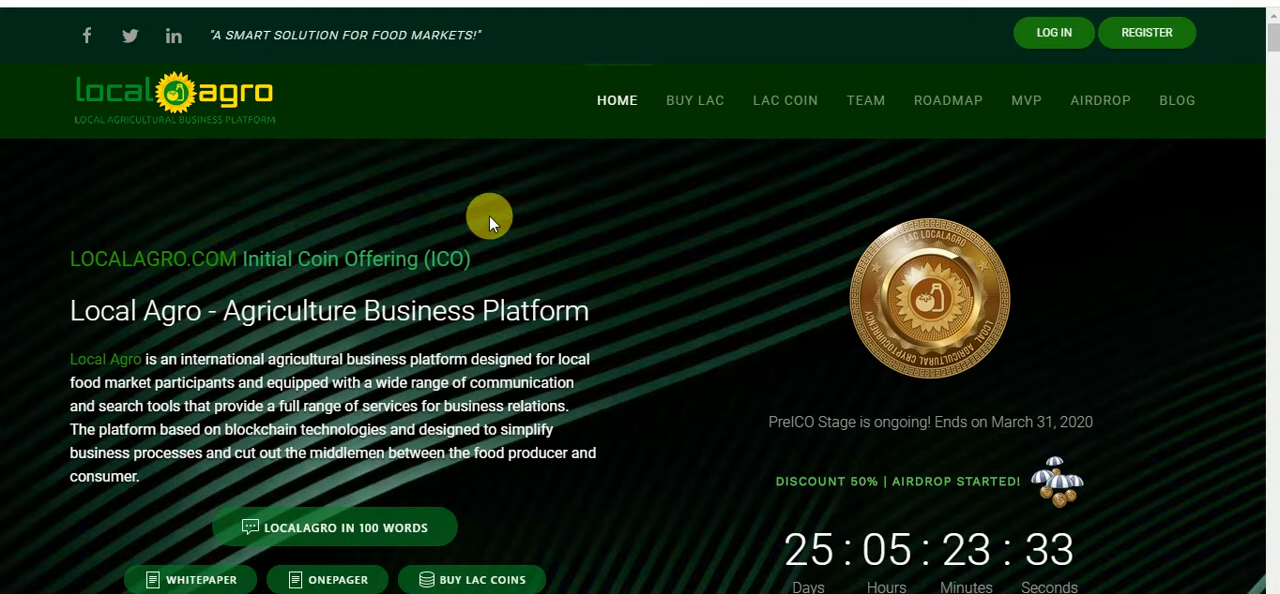 "A SMART SOLUTION FOR FOOD MARKETS!"
LOG IN
REGISTER
local agro
LOCAL AGRICULTURAL BUSINESS PLATFORM
HOME
BUY LAC
LAC COIN
TEAM
ROADMAP
MVP
AIRDROP
BLOG
LOCALAGRO.COM Initial Coin Offering (ICO)
Local Agro - Agriculture Business Platform
Local Agro is an international agricultural business platform designed for local
food market participants and equipped with a wide range of communication
and search tools that provide a full range of services for business relations.
The platform based on blockchain technologies and designed to simplify
business processes and cut out the middlemen between the food producer and
consumer.
LOCALAGRO IN 100 WORDS
WHITEPAPER
ONEPAGER
BUY LAC COINS
LAC LOCALAGRO
LOCAL AGRICULTURAL CRYPTOCURRENCY
PreICO Stage is ongoing! Ends on March 31, 2020
DISCOUNT 50% | AIRDROP STARTED!
25 : 05 : 23 : 33
Days Hours Minutes Seconds